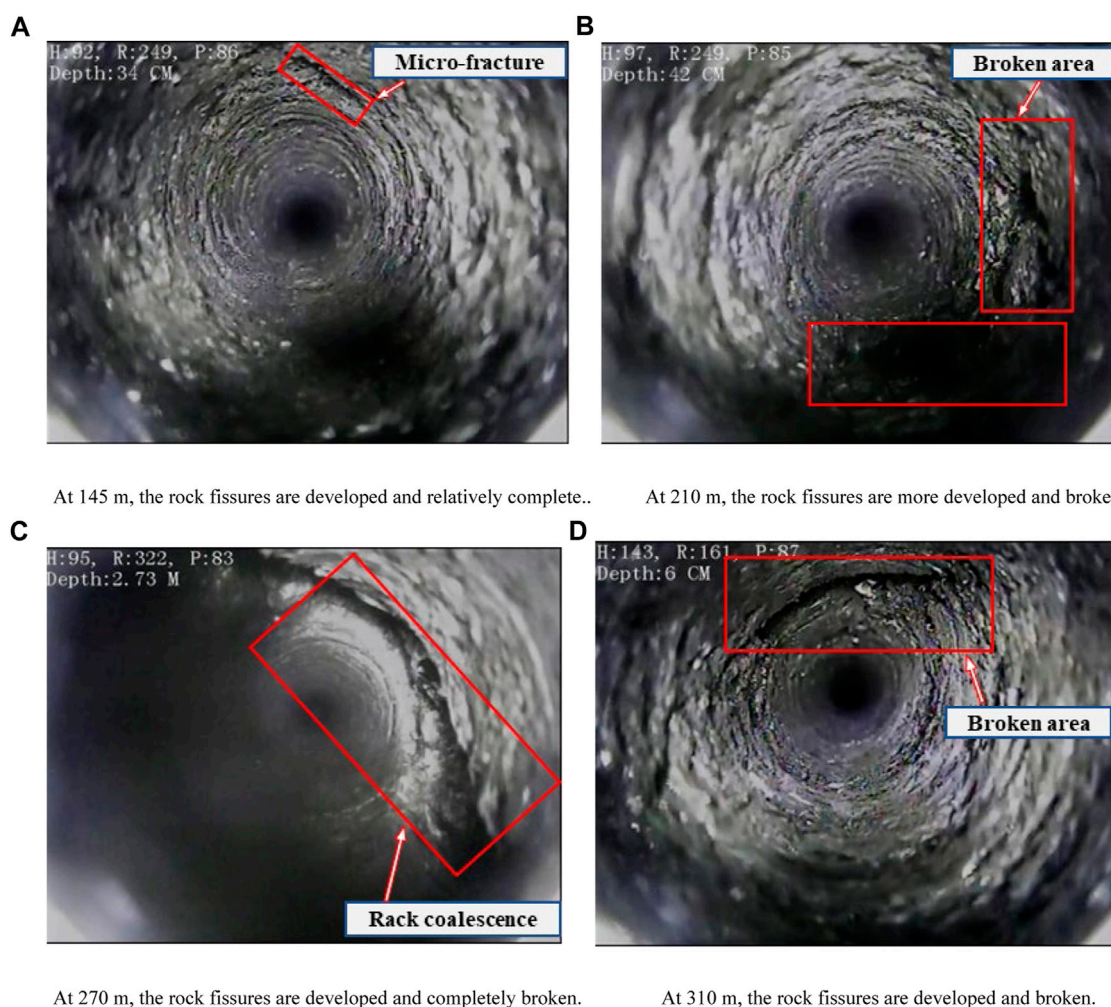 A
H:92, R:249, P:86
Depth:34 CM
Micro-fracture
B
H:97, R:249, P:85
Depth:42 CM
Broken area
At 145 m, the rock fissures are developed and relatively complete..
At 210 m, the rock fissures are more developed and broke
C
H:95, R:322, P:83
Depth:2.73 M
Rack coalescence
D
H:143, R:161, P:87
Depth:6 CM
Broken area
At 270 m, the rock fissures are developed and completely broken.
At 310 m, the rock fissures are developed and broken.